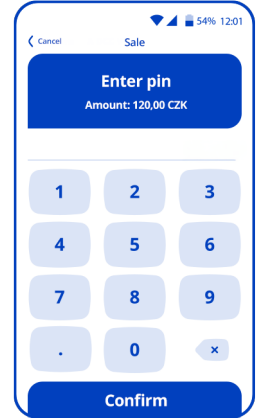 54% 12:01
Cancel
Sale
Enter pin
Amount: 120,00 CZK
1 2 3
4 5 6
7 8 9
. 0 ×
Confirm